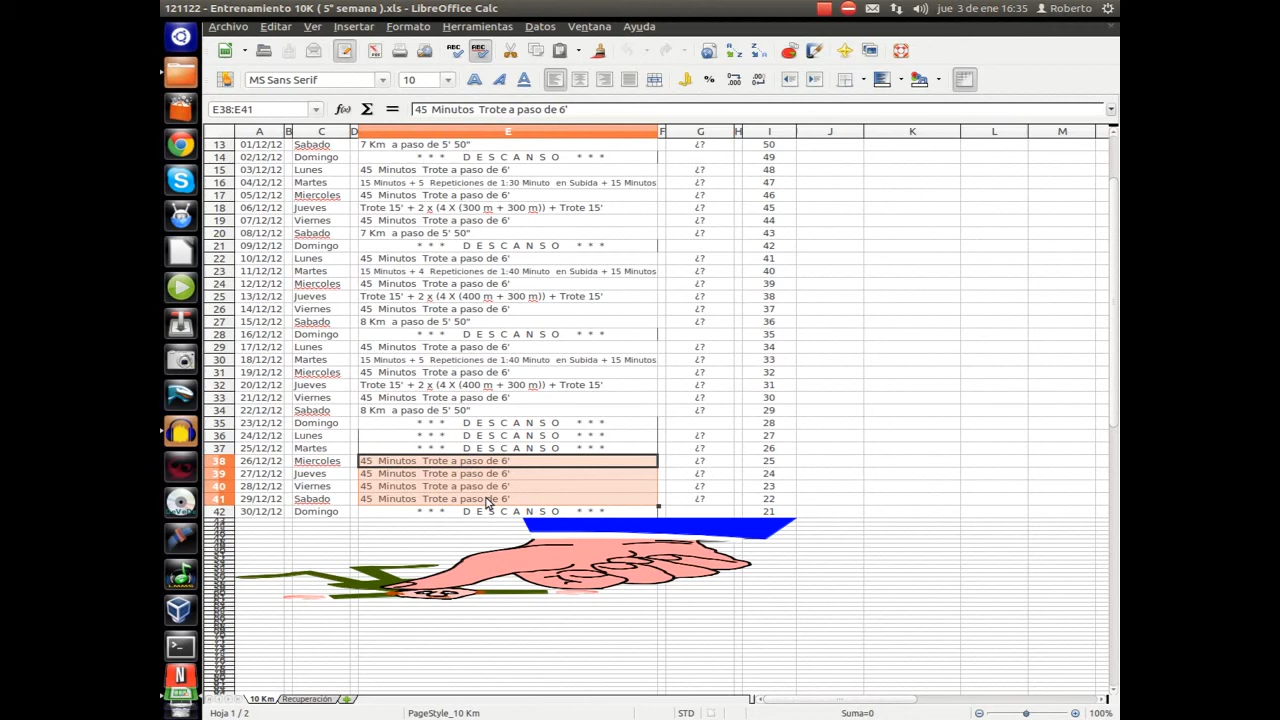 121122 - Entrenamiento 10K ( 5ª semana ).xls - LibreOffice Calc
jue 3 de ene 16:35 Roberto
Archivo Editar Ver Insertar Formato Herramientas Datos Ventana Ayuda
MS Sans Serif 10
E38:E41 45 Minutos Trote a paso de 6'
A B C D E F G H I J K L M
13 01/12/12 Sabado 7 Km a paso de 5' 50" ¿? 50
14 02/12/12 Domingo * * * D E S C A N S O * * * 49
15 03/12/12 Lunes 45 Minutos Trote a paso de 6' ¿? 48
16 04/12/12 Martes 15 Minutos + 5 Repeticiones de 1:30 Minuto en Subida + 15 Minutos ¿? 47
17 05/12/12 Miercoles 45 Minutos Trote a paso de 6' ¿? 46
18 06/12/12 Jueves Trote 15' + 2 x (4 X (300 m + 300 m)) + Trote 15' ¿? 45
19 07/12/12 Viernes 45 Minutos Trote a paso de 6' ¿? 44
20 08/12/12 Sabado 7 Km a paso de 5' 50" ¿? 43
21 09/12/12 Domingo * * * D E S C A N S O * * * 42
22 10/12/12 Lunes 45 Minutos Trote a paso de 6' ¿? 41
23 11/12/12 Martes 15 Minutos + 4 Repeticiones de 1:40 Minuto en Subida + 15 Minutos ¿? 40
24 12/12/12 Miercoles 45 Minutos Trote a paso de 6' ¿? 39
25 13/12/12 Jueves Trote 15' + 2 x (4 X (400 m + 300 m)) + Trote 15' ¿? 38
26 14/12/12 Viernes 45 Minutos Trote a paso de 6' ¿? 37
27 15/12/12 Sabado 8 Km a paso de 5' 50" ¿? 36
28 16/12/12 Domingo * * * D E S C A N S O * * * 35
29 17/12/12 Lunes 45 Minutos Trote a paso de 6' ¿? 34
30 18/12/12 Martes 15 Minutos + 5 Repeticiones de 1:40 Minuto en Subida + 15 Minutos ¿? 33
31 19/12/12 Miercoles 45 Minutos Trote a paso de 6' ¿? 32
32 20/12/12 Jueves Trote 15' + 2 x (4 X (400 m + 300 m)) + Trote 15' ¿? 31
33 21/12/12 Viernes 45 Minutos Trote a paso de 6' ¿? 30
34 22/12/12 Sabado 8 Km a paso de 5' 50" ¿? 29
35 23/12/12 Domingo * * * D E S C A N S O * * * 28
36 24/12/12 Lunes * * * D E S C A N S O * * * ¿? 27
37 25/12/12 Martes * * * D E S C A N S O * * * ¿? 26
38 26/12/12 Miercoles 45 Minutos Trote a paso de 6' ¿? 25
39 27/12/12 Jueves 45 Minutos Trote a paso de 6' ¿? 24
40 28/12/12 Viernes 45 Minutos Trote a paso de 6' ¿? 23
41 29/12/12 Sabado 45 Minutos Trote a paso de 6' ¿? 22
42 30/12/12 Domingo * * * D E S C A N S O * * * 21
10 Km Recuperación
Hoja 1 / 2 PageStyle_10 Km STD Suma=0 100%